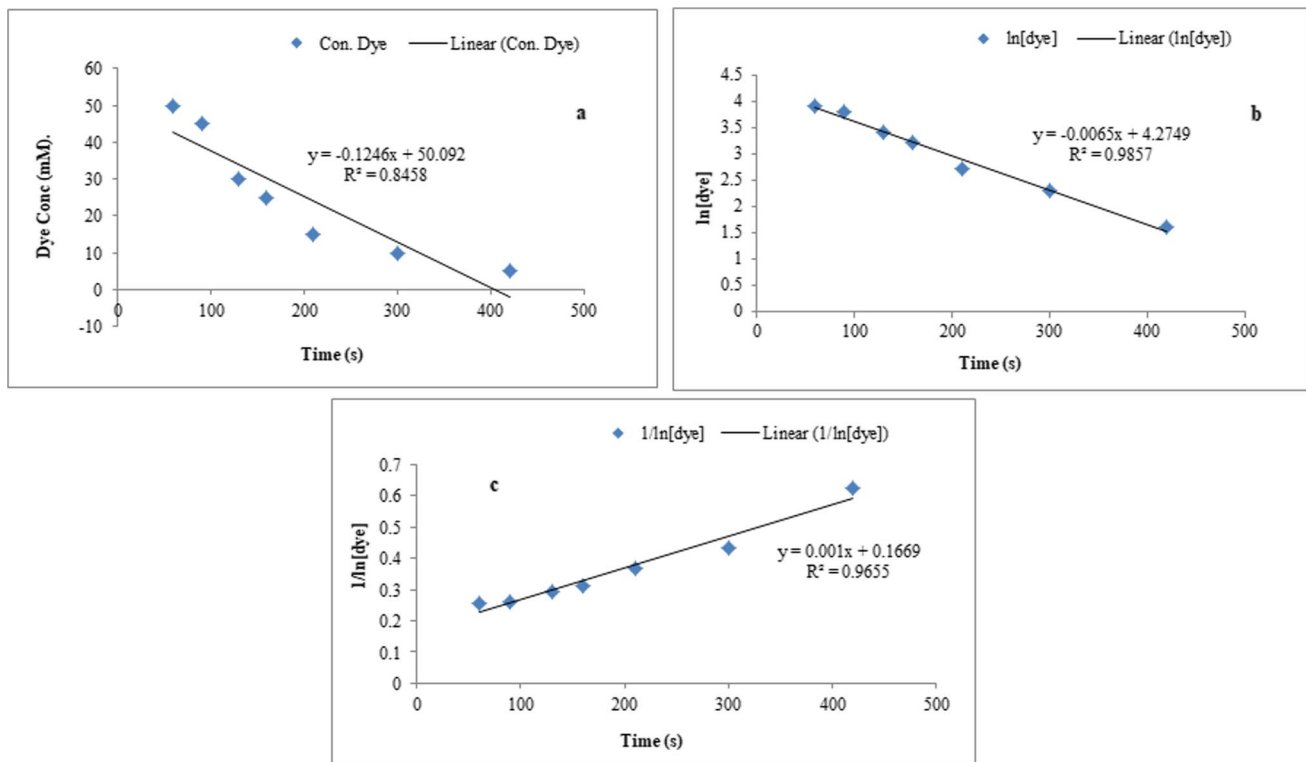 Con. Dye Linear (Con. Dye)
60
50
40
30
20
10
0
-10
0 100 200 300 400 500
Dye Conc (mM).
Time (s)
a
y = -0.1246x + 50.092
R² = 0.8458
ln[dye] Linear (ln[dye])
4.5
4
3.5
3
2.5
2
1.5
1
0.5
0
0 100 200 300 400 500
ln[dye]
Time (s)
b
y = -0.0065x + 4.2749
R² = 0.9857
1/ln[dye] Linear (1/ln[dye])
0.7
0.6
0.5
0.4
0.3
0.2
0.1
0
0 100 200 300 400 500
1/ln[dye]
Time (s)
c
y = 0.001x + 0.1669
R² = 0.9655